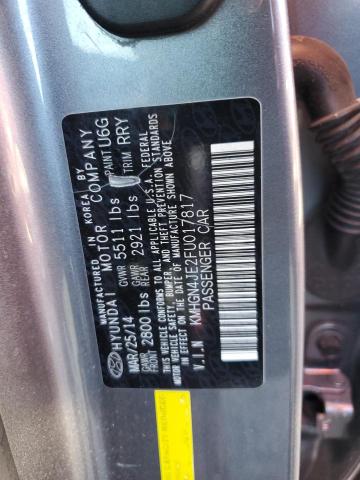 MANUFACTURED BY
IN KOREA BY
HYUNDAI MOTOR COMPANY
MAR/25/14 GVWR 5511 lbs PAINT U6G
GAWR FRONT 2800 lbs GAWR REAR 2921 lbs TRIM RRY
THIS VEHICLE CONFORMS TO ALL APPLICABLE U.S.A. FEDERAL
MOTOR VEHICLE SAFETY, BUMPER, AND THEFT PREVENTION STANDARDS
IN EFFECT ON THE DATE OF MANUFACTURE SHOWN ABOVE
V.I.N KMHGN4JE2FU017817
PASSENGER CAR